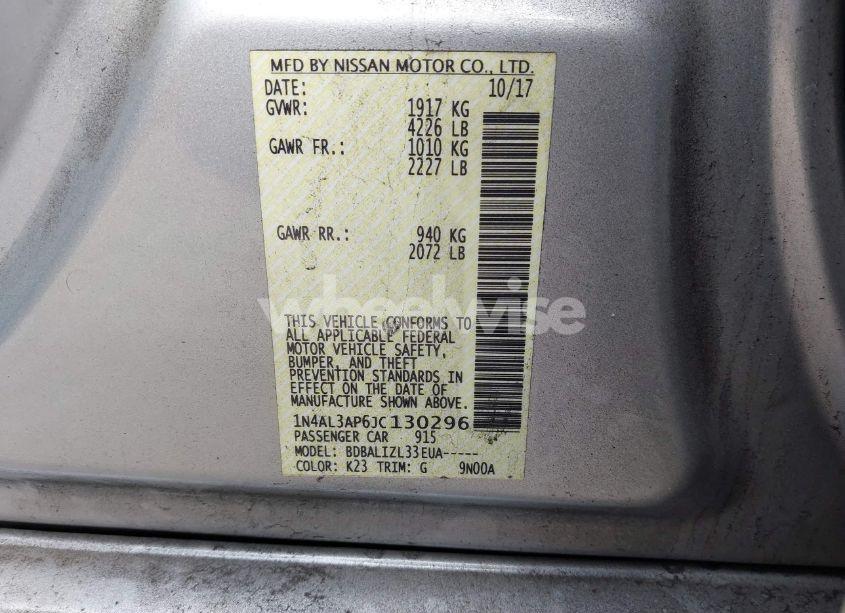 MFD BY NISSAN MOTOR CO., LTD.
DATE: 10/17
GVWR: 1917 KG
4226 LB
GAWR FR.: 1010 KG
2227 LB
GAWR RR.: 940 KG
2072 LB
wheelwise
THIS VEHICLE CONFORMS TO
ALL APPLICABLE FEDERAL
MOTOR VEHICLE SAFETY,
BUMPER, AND THEFT
PREVENTION STANDARDS IN
EFFECT ON THE DATE OF
MANUFACTURE SHOWN ABOVE.
1N4AL3AP6JC130296
PASSENGER CAR 915
MODEL: BDBALIZL33EUA-----
COLOR: K23 TRIM: G 9N00A